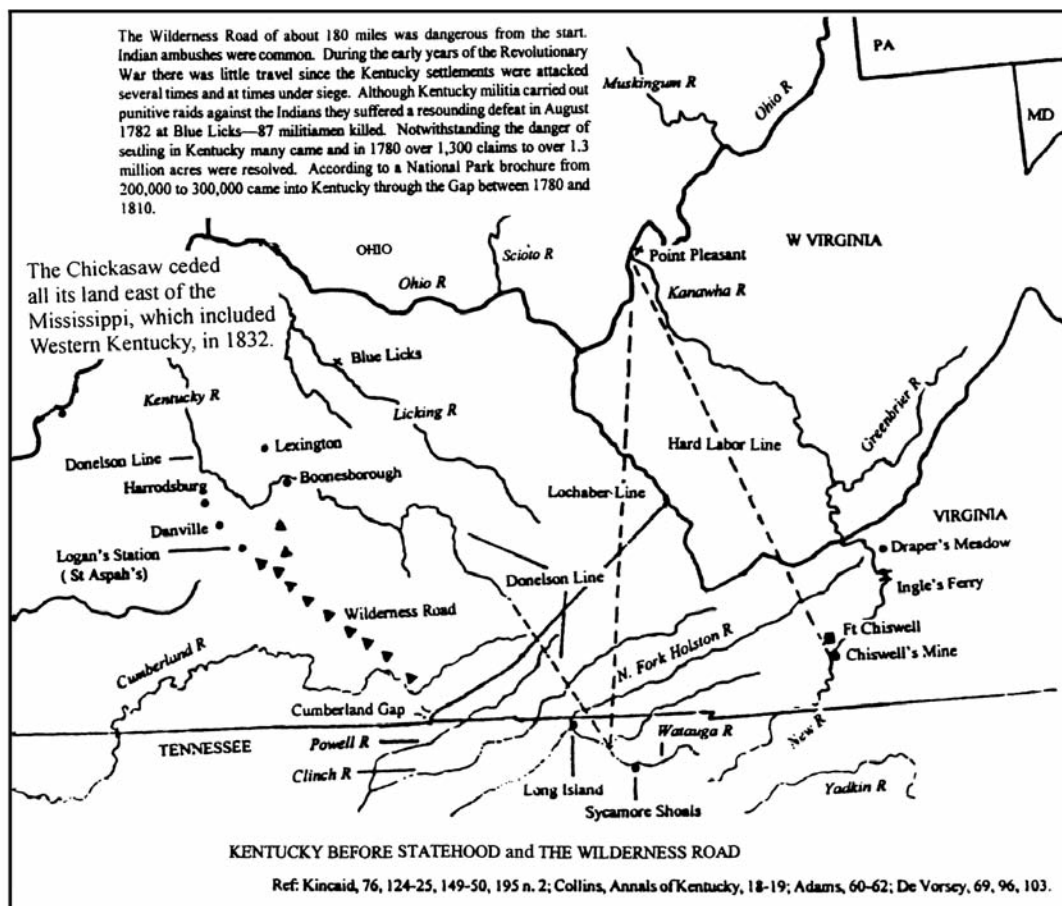 The Wilderness Road of about 180 miles was dangerous from the start.
Indian ambushes were common. During the early years of the Revolutionary
War there was little travel since the Kentucky settlements were attacked
several times and at times under siege. Although Kentucky militia carried out
punitive raids against the Indians they suffered a resounding defeat in August
1782 at Blue Licks—87 militiamen killed. Notwithstanding the danger of
settling in Kentucky many came and in 1780 over 1,300 claims to over 1.3
million acres were resolved. According to a National Park brochure from
200,000 to 300,000 came into Kentucky through the Gap between 1780 and
1810.
PA
MD
Muskingum R
Ohio R
OHIO
Scioto R
W VIRGINIA
Point Pleasant
The Chickasaw ceded
all its land east of the
Mississippi, which included
Western Kentucky, in 1832.
Ohio R
Kanawha R
Blue Licks
Kentucky R
Licking R
Greenbrier R
Lexington
Hard Labor Line
Donelson Line
Boonesborough
Harrodsburg
Lochaber Line
Danville
VIRGINIA
Logan's Station
(St Aspah's)
Draper's Meadow
Donelson Line
Ingle's Ferry
Wilderness Road
Ft Chiswell
N. Fork Holston R
Chiswell's Mine
Cumberlund R
Cumberland Gap
New R
TENNESSEE
Powell R
Watauga R
Clinch R
Long Island
Yadkin R
Sycamore Shoals
KENTUCKY BEFORE STATEHOOD and THE WILDERNESS ROAD
Ref: Kincaid, 76, 124-25, 149-50, 195 n. 2; Collins, Annals of Kentucky, 18-19; Adams, 60-62; De Vorsey, 69, 96, 103.